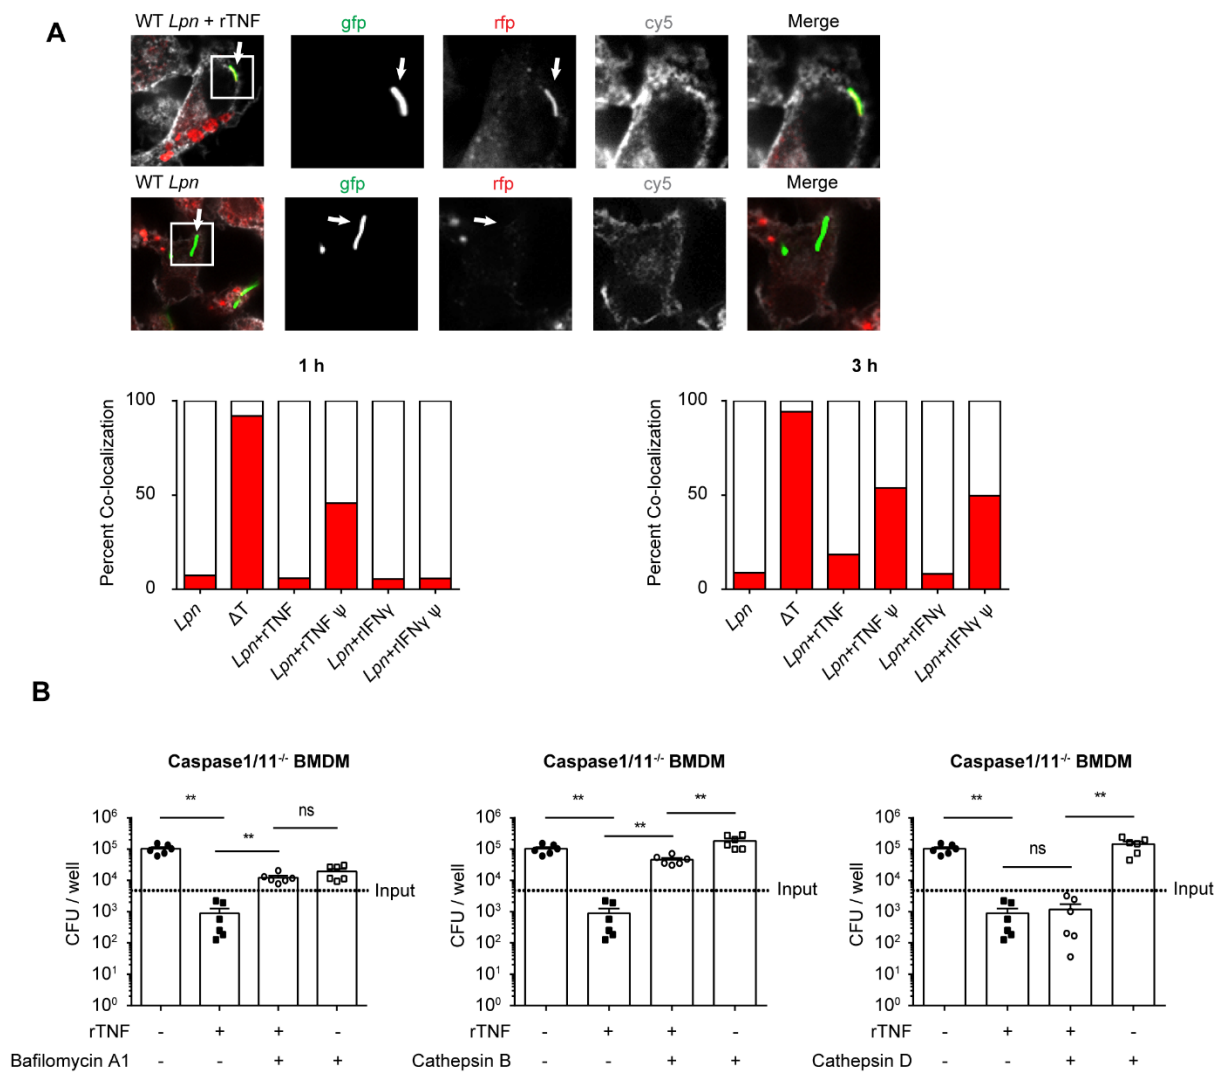 A
WT Lpn + rTNF gfp rfp cy5 Merge
WT Lpn gfp rfp cy5 Merge
1 h 3 h
Percent Co-localization
100
50
0
Lpn ΔT Lpn+rTNF Lpn+rTNF ψ Lpn+rIFNγ Lpn+rIFNγ ψ
Percent Co-localization
100
50
0
Lpn ΔT Lpn+rTNF Lpn+rTNF ψ Lpn+rIFNγ Lpn+rIFNγ ψ
B
Caspase1/11-/- BMDM
** ** ns
CFU / well
10⁶
10⁵
10⁴
10³
10²
10¹
10⁰
Input
rTNF - + + -
Bafilomycin A1 - - + +
Caspase1/11-/- BMDM
** ** **
CFU / well
10⁶
10⁵
10⁴
10³
10²
10¹
10⁰
Input
rTNF - + + -
Cathepsin B - - + +
Caspase1/11-/- BMDM
** ns **
CFU / well
10⁶
10⁵
10⁴
10³
10²
10¹
10⁰
Input
rTNF - + + -
Cathepsin D - - + +